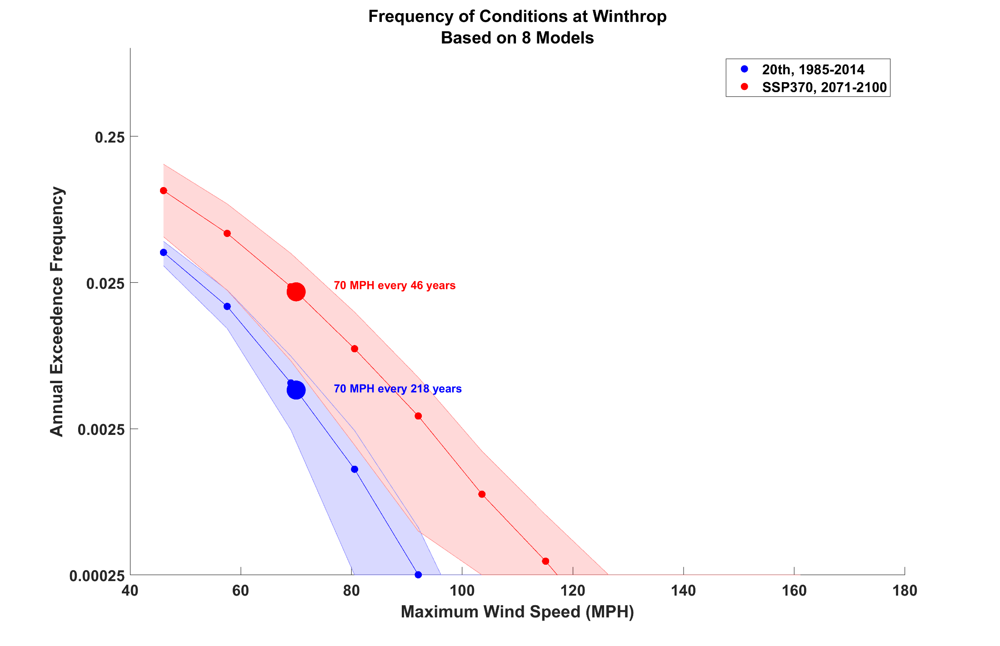 Frequency of Conditions at Winthrop
Based on 8 Models
20th, 1985-2014
SSP370, 2071-2100
Annual Exceedence Frequency
0.25
0.025
0.0025
0.00025
70 MPH every 46 years
70 MPH every 218 years
40 60 80 100 120 140 160 180
Maximum Wind Speed (MPH)